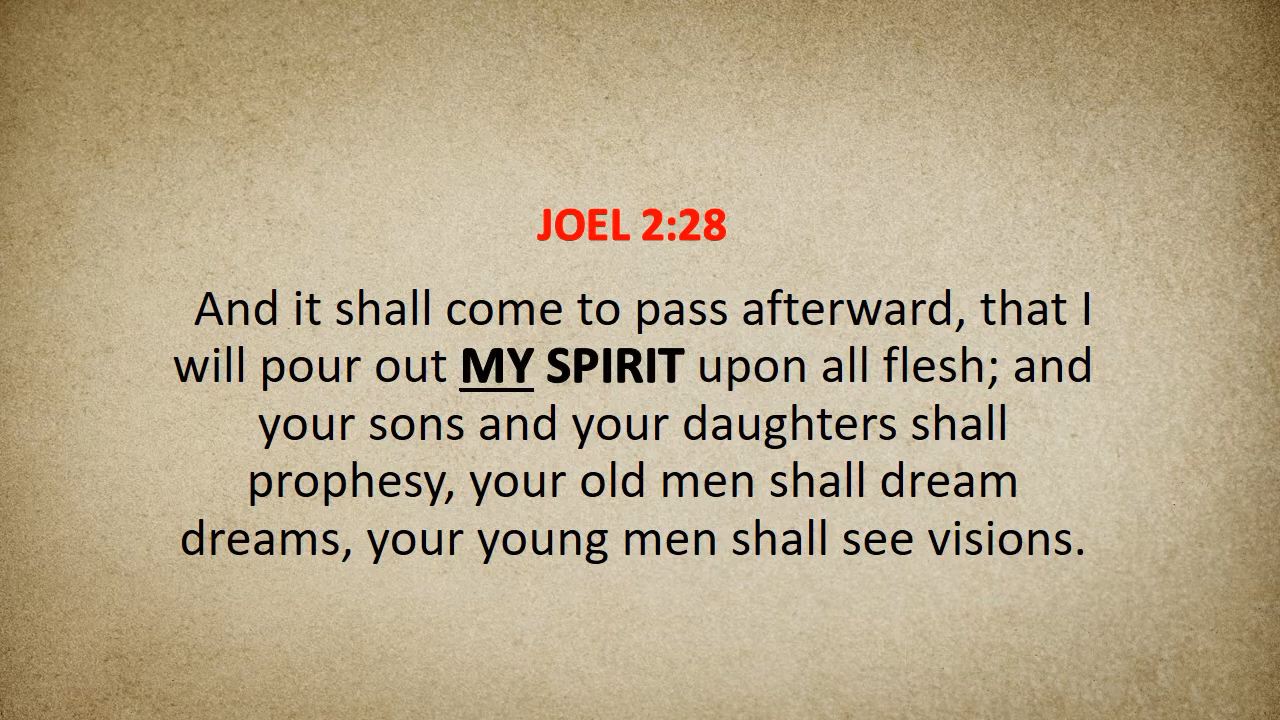 JOEL 2:28
And it shall come to pass afterward, that I
will pour out MY SPIRIT upon all flesh; and
your sons and your daughters shall
prophesy, your old men shall dream
dreams, your young men shall see visions.